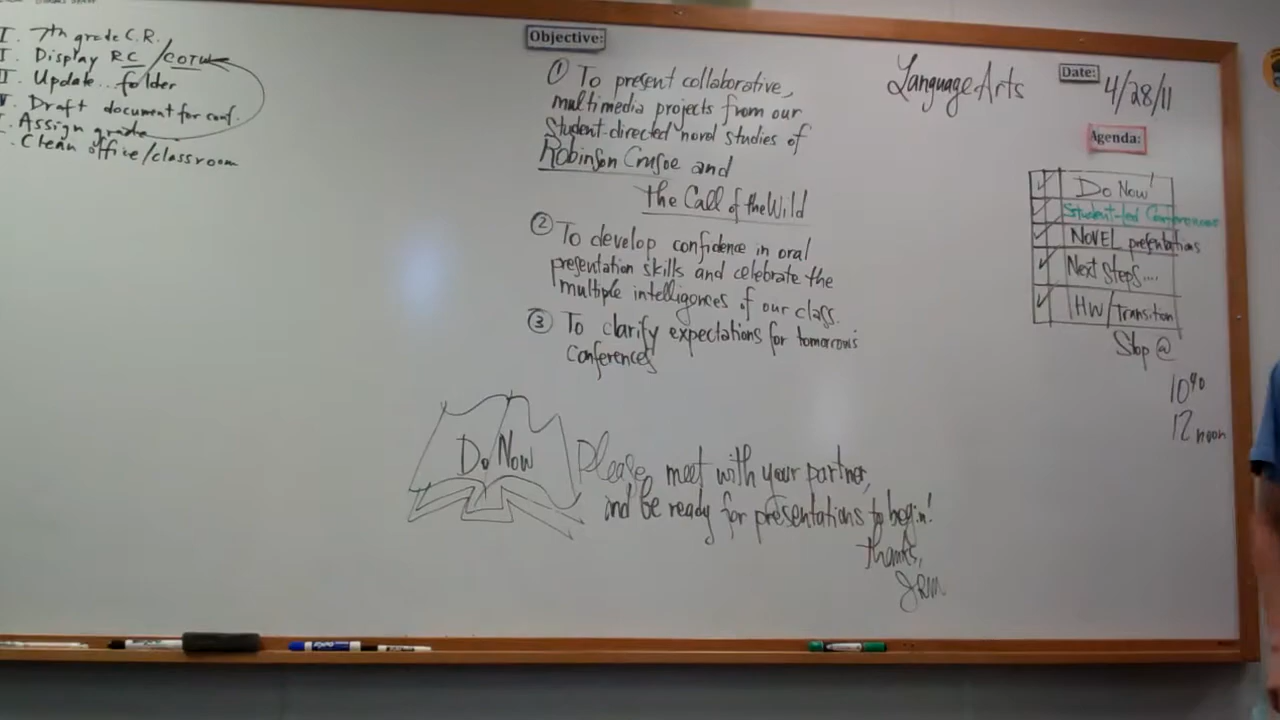 I. 7th grade C.R.
I. Display RC/COTW
II. Update... folder
V. Draft document for conf.
I. Assign grade
. Clean office/classroom
Objective:
① To present collaborative,
multimedia projects from our
Student-directed novel studies of
Robinson Crusoe and
the Call of the Wild
② To develop confidence in oral
presentation skills and celebrate the
multiple intelligences of our class.
③ To clarify expectations for tomorrow's
conferences
Do Now
Please meet with your partner,
and be ready for presentations to begin!
Thanks,
JRM
Language Arts
Date: 4/28/11
Agenda:
✓ Do Now!
✓ Student-led Conferences
✓ NOVEL presentations
✓ Next Steps....
✓ HW/Transition
Stop @
10:40
12 noon
EXPO